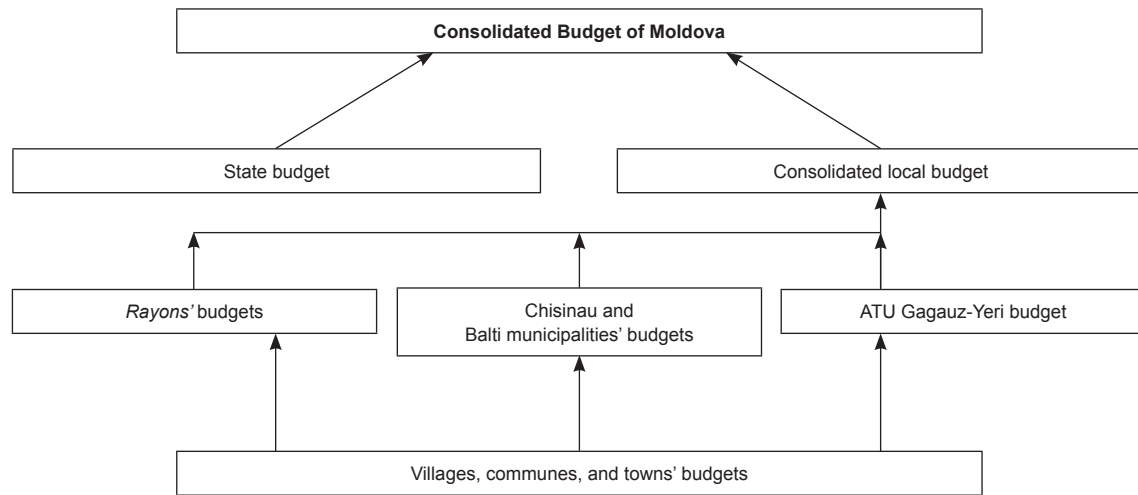 Consolidated Budget of Moldova
State budget
Consolidated local budget
Rayons’ budgets
Chisinau and
Balti municipalities’ budgets
ATU Gagauz-Yeri budget
Villages, communes, and towns’ budgets